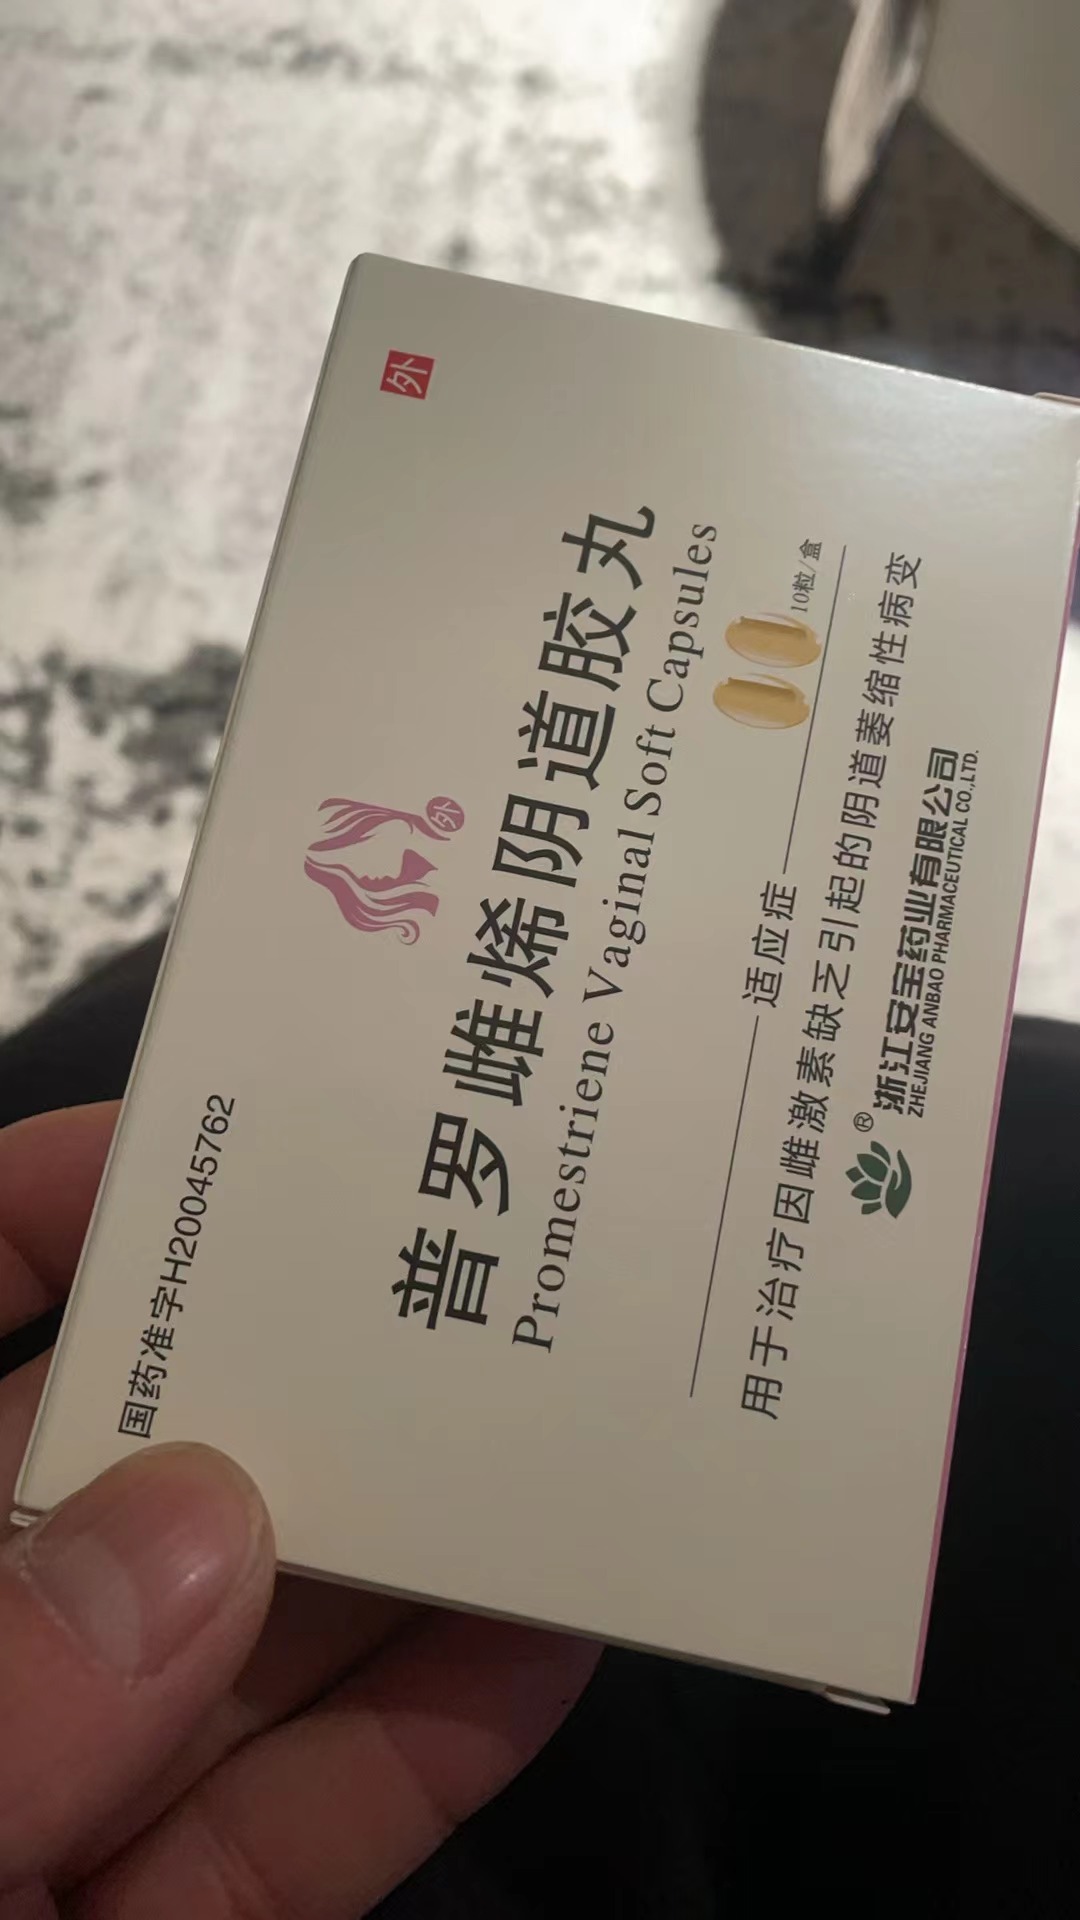 国药准字H20045762
外
外
普罗雌烯阴道胶丸
Promestriene Vaginal Soft Capsules
10粒/盒
适应症
用于治疗因雌激素缺乏引起的阴道萎缩性病变
®
浙江安宝药业有限公司
ZHEJIANG ANBAO PHARMACEUTICAL CO.,LTD.